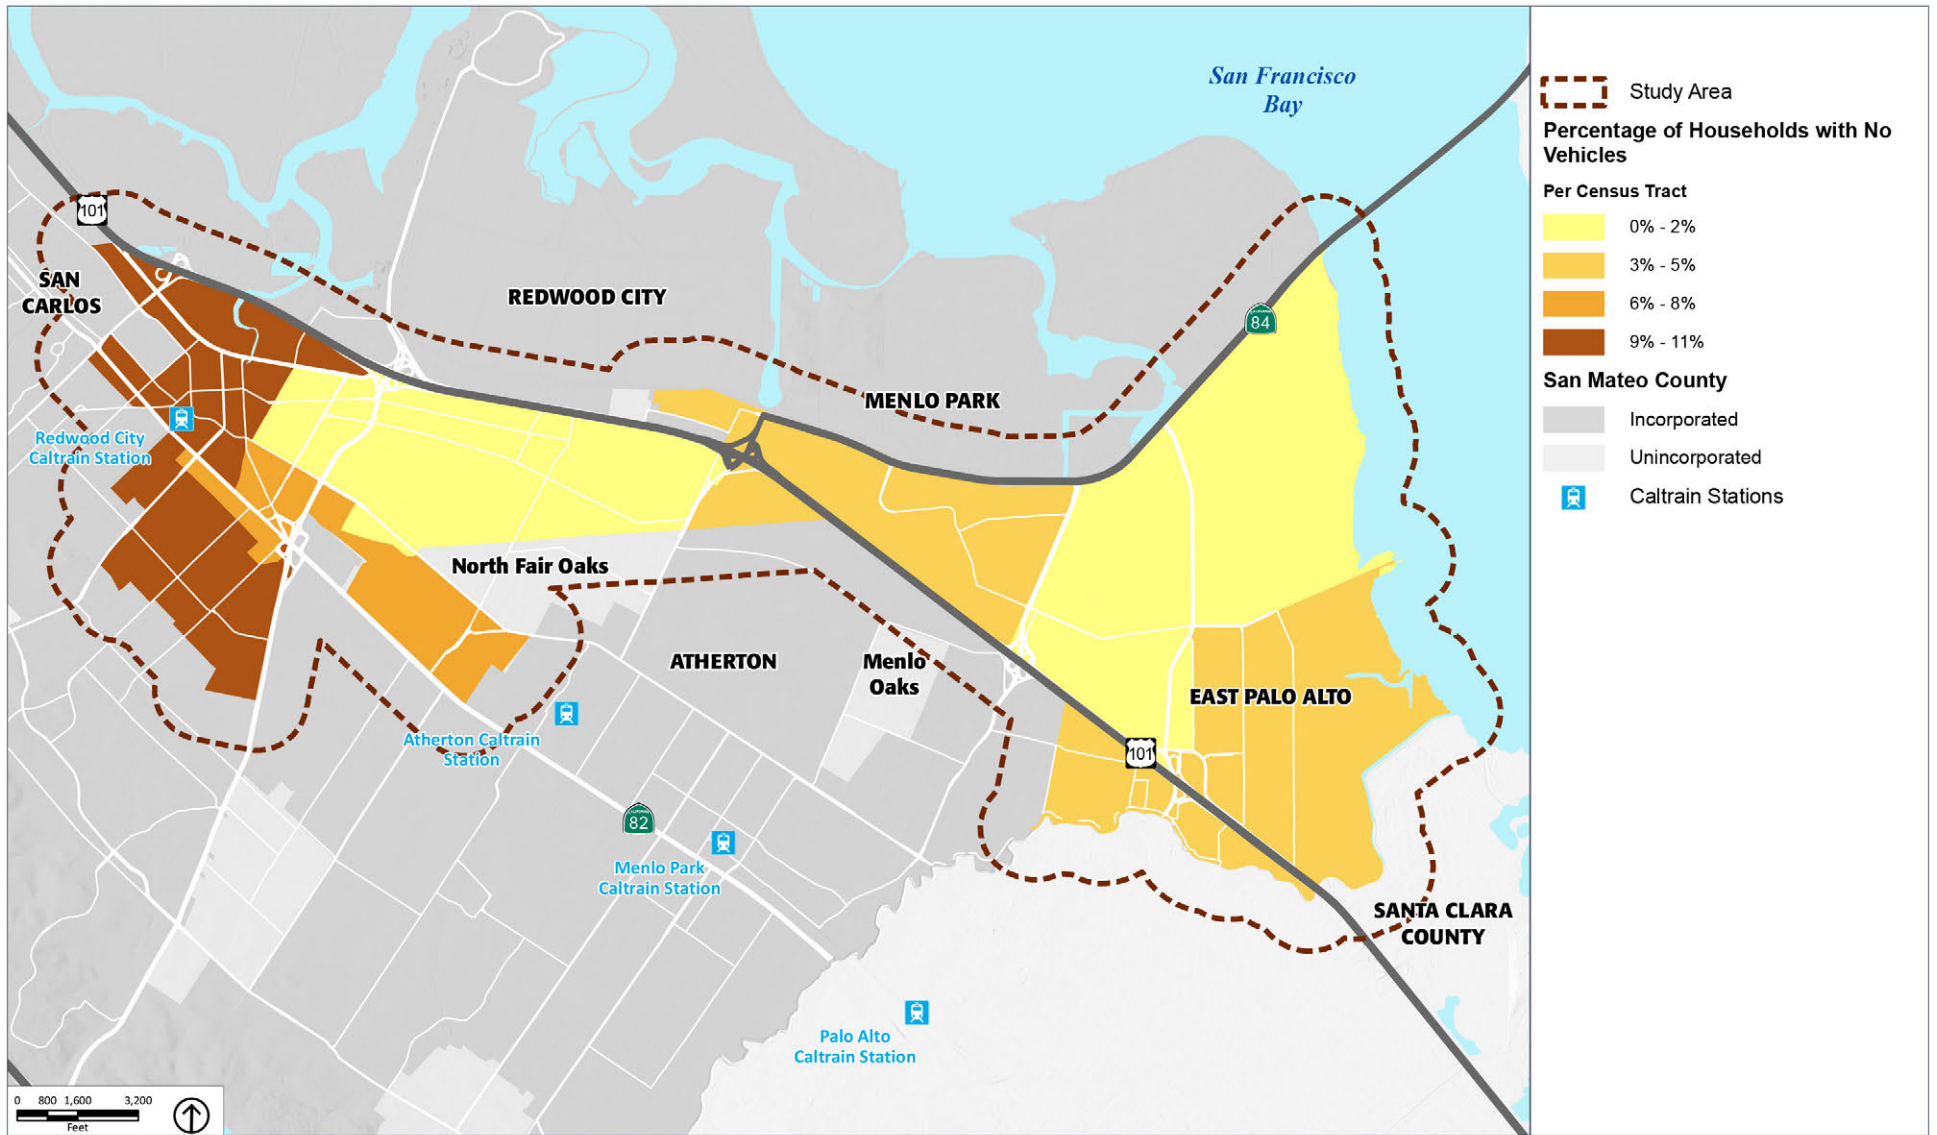 San Francisco
Bay
101
SAN
CARLOS
REDWOOD CITY
84
MENLO PARK
Redwood City
Caltrain Station
North Fair Oaks
ATHERTON
Menlo
Oaks
EAST PALO ALTO
Atherton Caltrain
Station
101
CALIFORNIA
82
Menlo Park
Caltrain Station
SANTA CLARA
COUNTY
Palo Alto
Caltrain Station
0 800 1,600 3,200
Feet
Study Area
Percentage of Households with No
Vehicles
Per Census Tract
0% - 2%
3% - 5%
6% - 8%
9% - 11%
San Mateo County
Incorporated
Unincorporated
Caltrain Stations